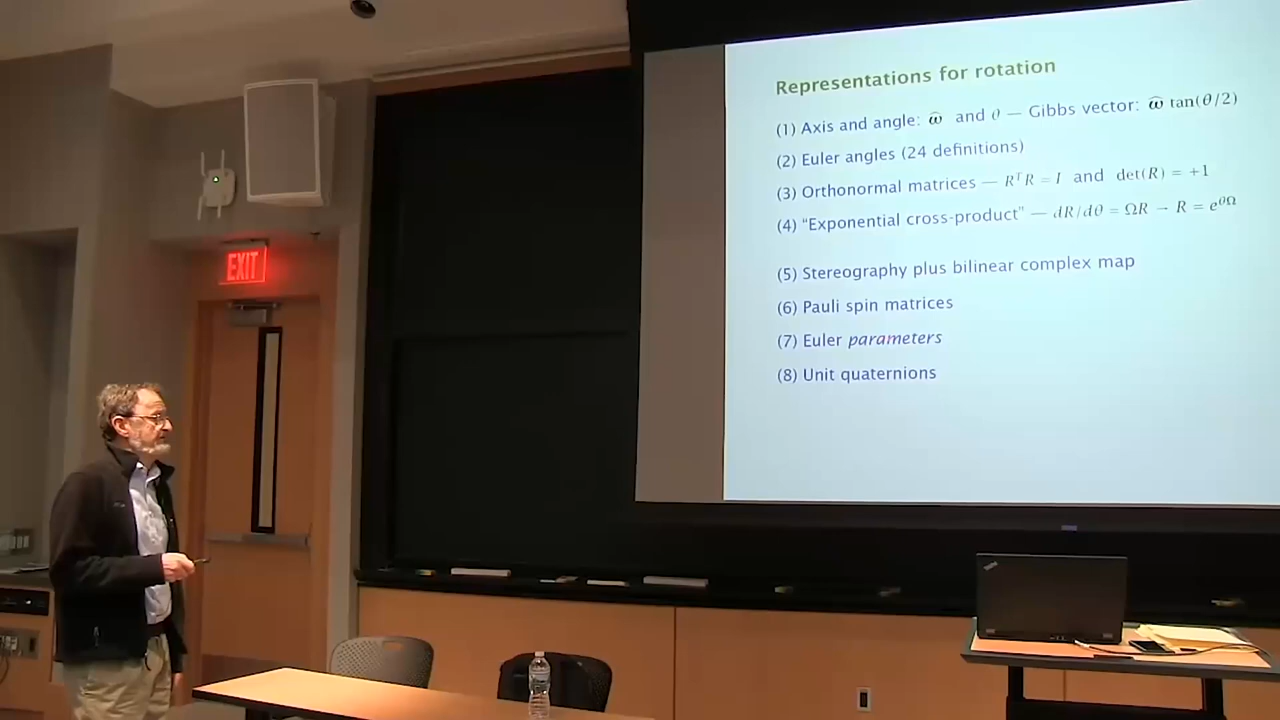 EXIT
Representations for rotation
(1) Axis and angle: ω̂ and θ — Gibbs vector: ω̂ tan(θ/2)
(2) Euler angles (24 definitions)
(3) Orthonormal matrices — RᵀR = I and det(R) = +1
(4) “Exponential cross-product” — dR/dθ = ΩR → R = e^{θΩ}
(5) Stereography plus bilinear complex map
(6) Pauli spin matrices
(7) Euler parameters
(8) Unit quaternions